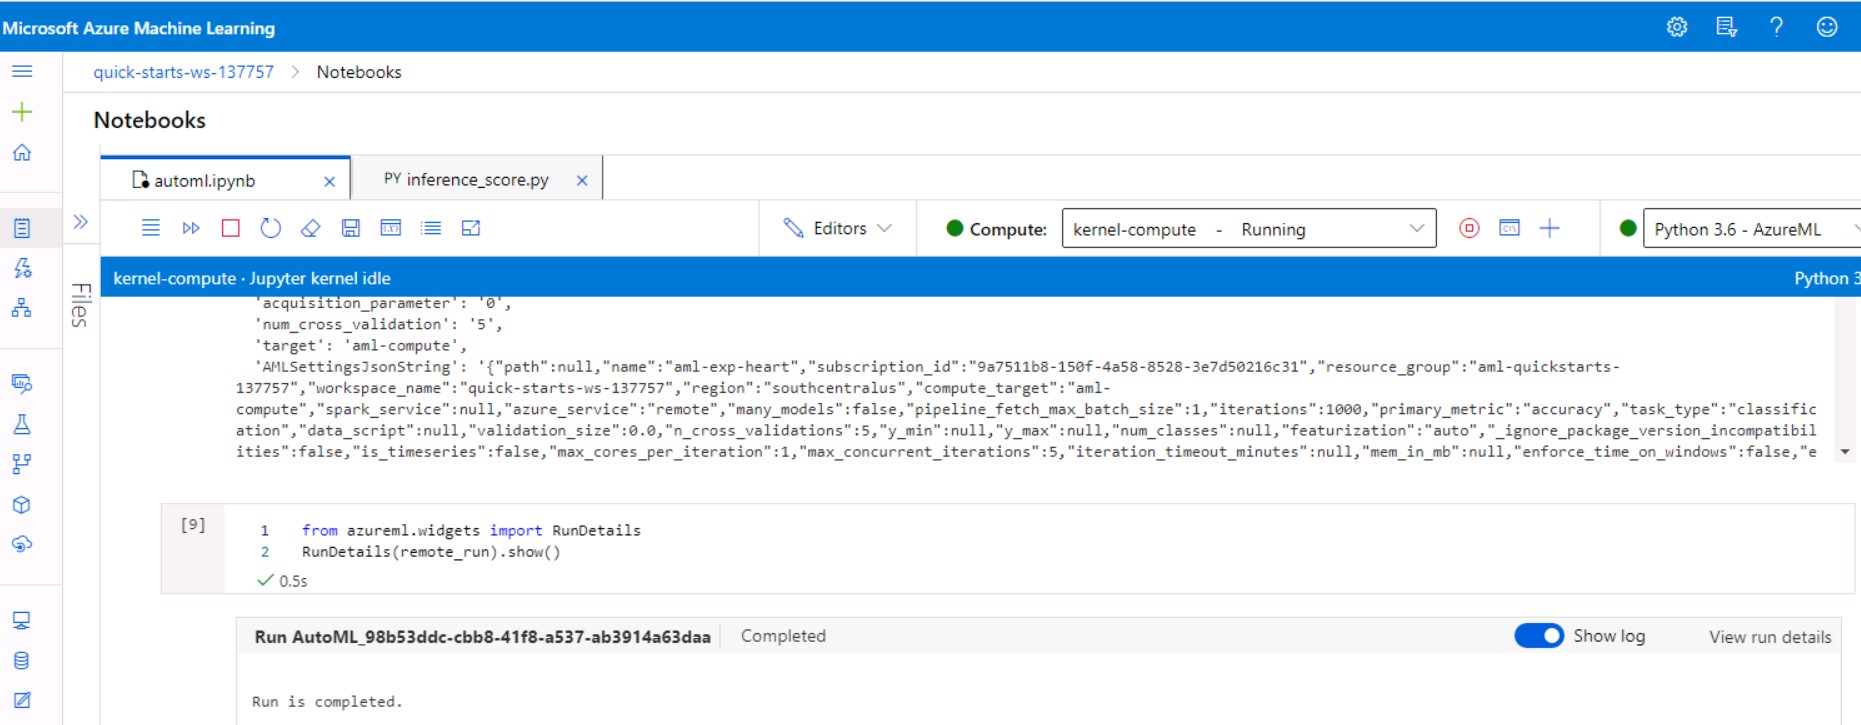 Microsoft Azure Machine Learning
quick-starts-ws-137757 > Notebooks
Notebooks
automl.ipynb
PY inference_score.py
Editors
Compute: kernel-compute - Running
Python 3.6 - AzureML
kernel-compute · Jupyter kernel idle
Python 3
Files
'acquisition_parameter': '0',
'num_cross_validation': '5',
'target': 'aml-compute',
'AMLSettingsJsonString': '{"path":null,"name":"aml-exp-heart","subscription_id":"9a7511b8-150f-4a58-8528-3e7d50216c31","resource_group":"aml-quickstarts-
137757","workspace_name":"quick-starts-ws-137757","region":"southcentralus","compute_target":"aml-
compute","spark_service":null,"azure_service":"remote","many_models":false,"pipeline_fetch_max_batch_size":1,"iterations":1000,"primary_metric":"accuracy","task_type":"classific
ation","data_script":null,"validation_size":0.0,"n_cross_validations":5,"y_min":null,"y_max":null,"num_classes":null,"featurization":"auto","_ignore_package_version_incompatibil
ities":false,"is_timeseries":false,"max_cores_per_iteration":1,"max_concurrent_iterations":5,"iteration_timeout_minutes":null,"mem_in_mb":null,"enforce_time_on_windows":false,"e
[9]
1 from azureml.widgets import RunDetails
2 RunDetails(remote_run).show()
0.5s
Run AutoML_98b53ddc-cbb8-41f8-a537-ab3914a63daa Completed
Show log
View run details
Run is completed.